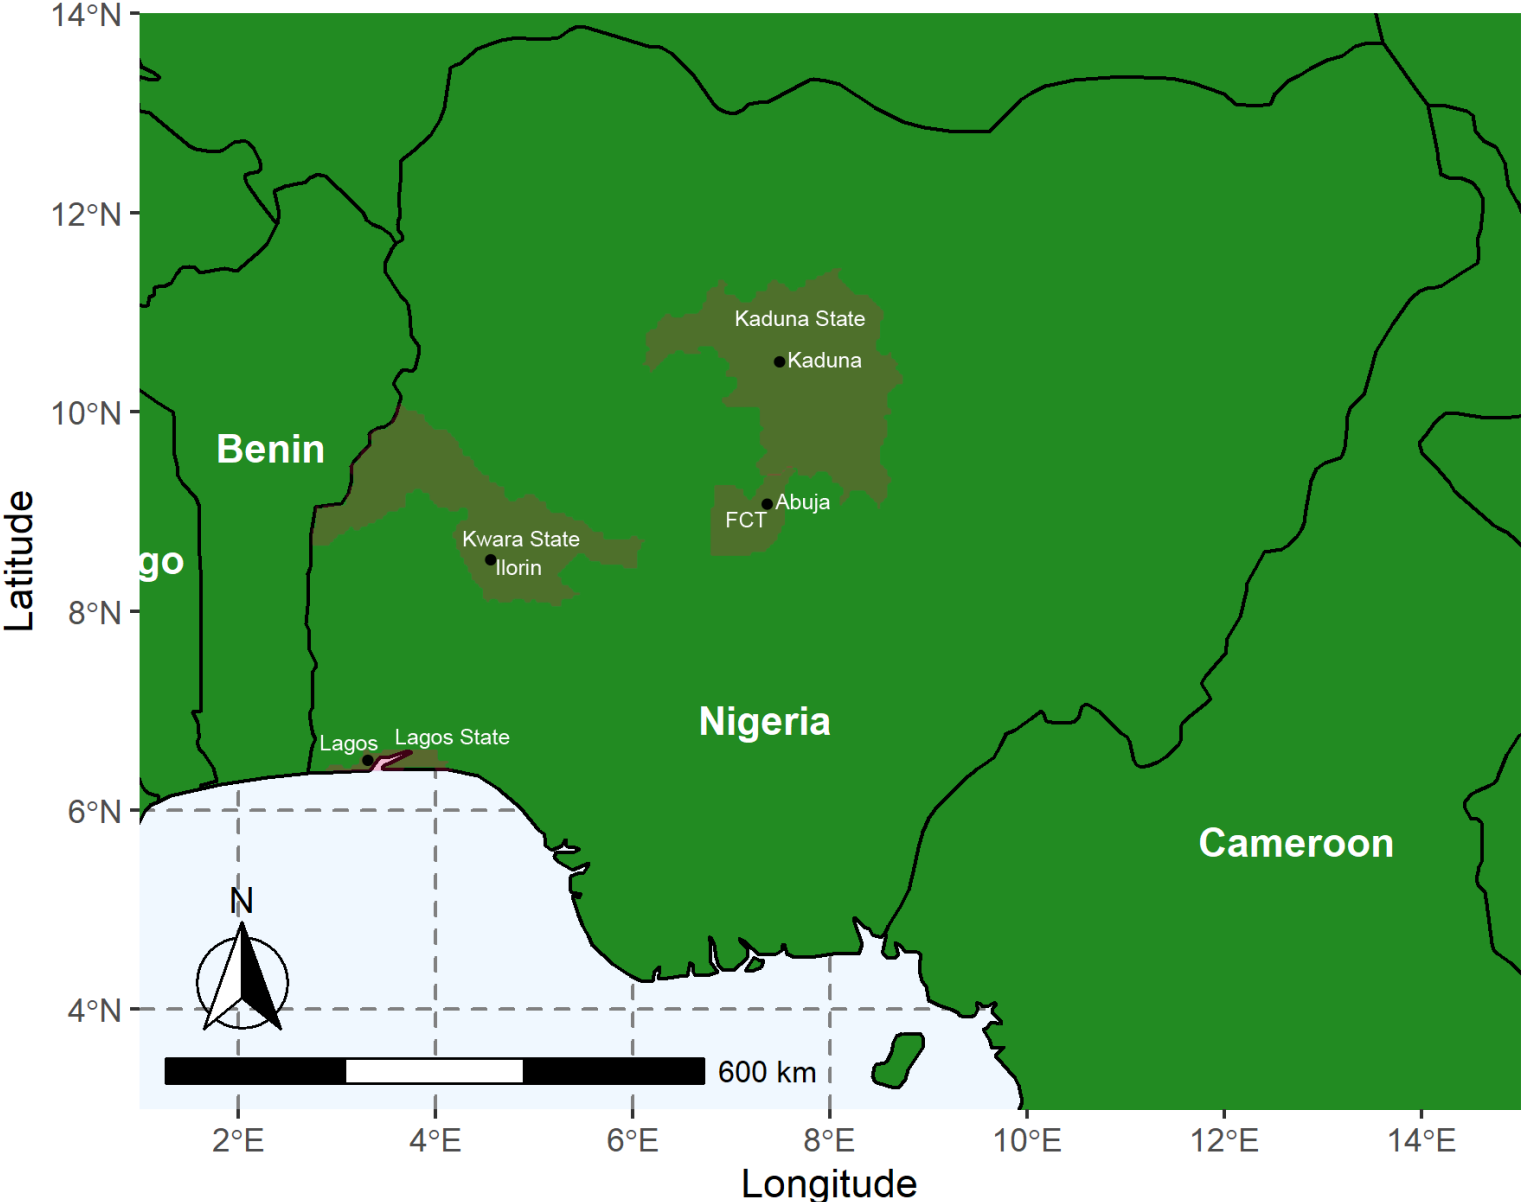 14°N
12°N
10°N
8°N
6°N
4°N
Latitude
Kaduna State
Kaduna
Benin
Abuja
FCT
Kwara State
Ilorin
go
Nigeria
Lagos
Lagos State
Cameroon
N
600 km
2°E
4°E
6°E
8°E
10°E
12°E
14°E
Longitude